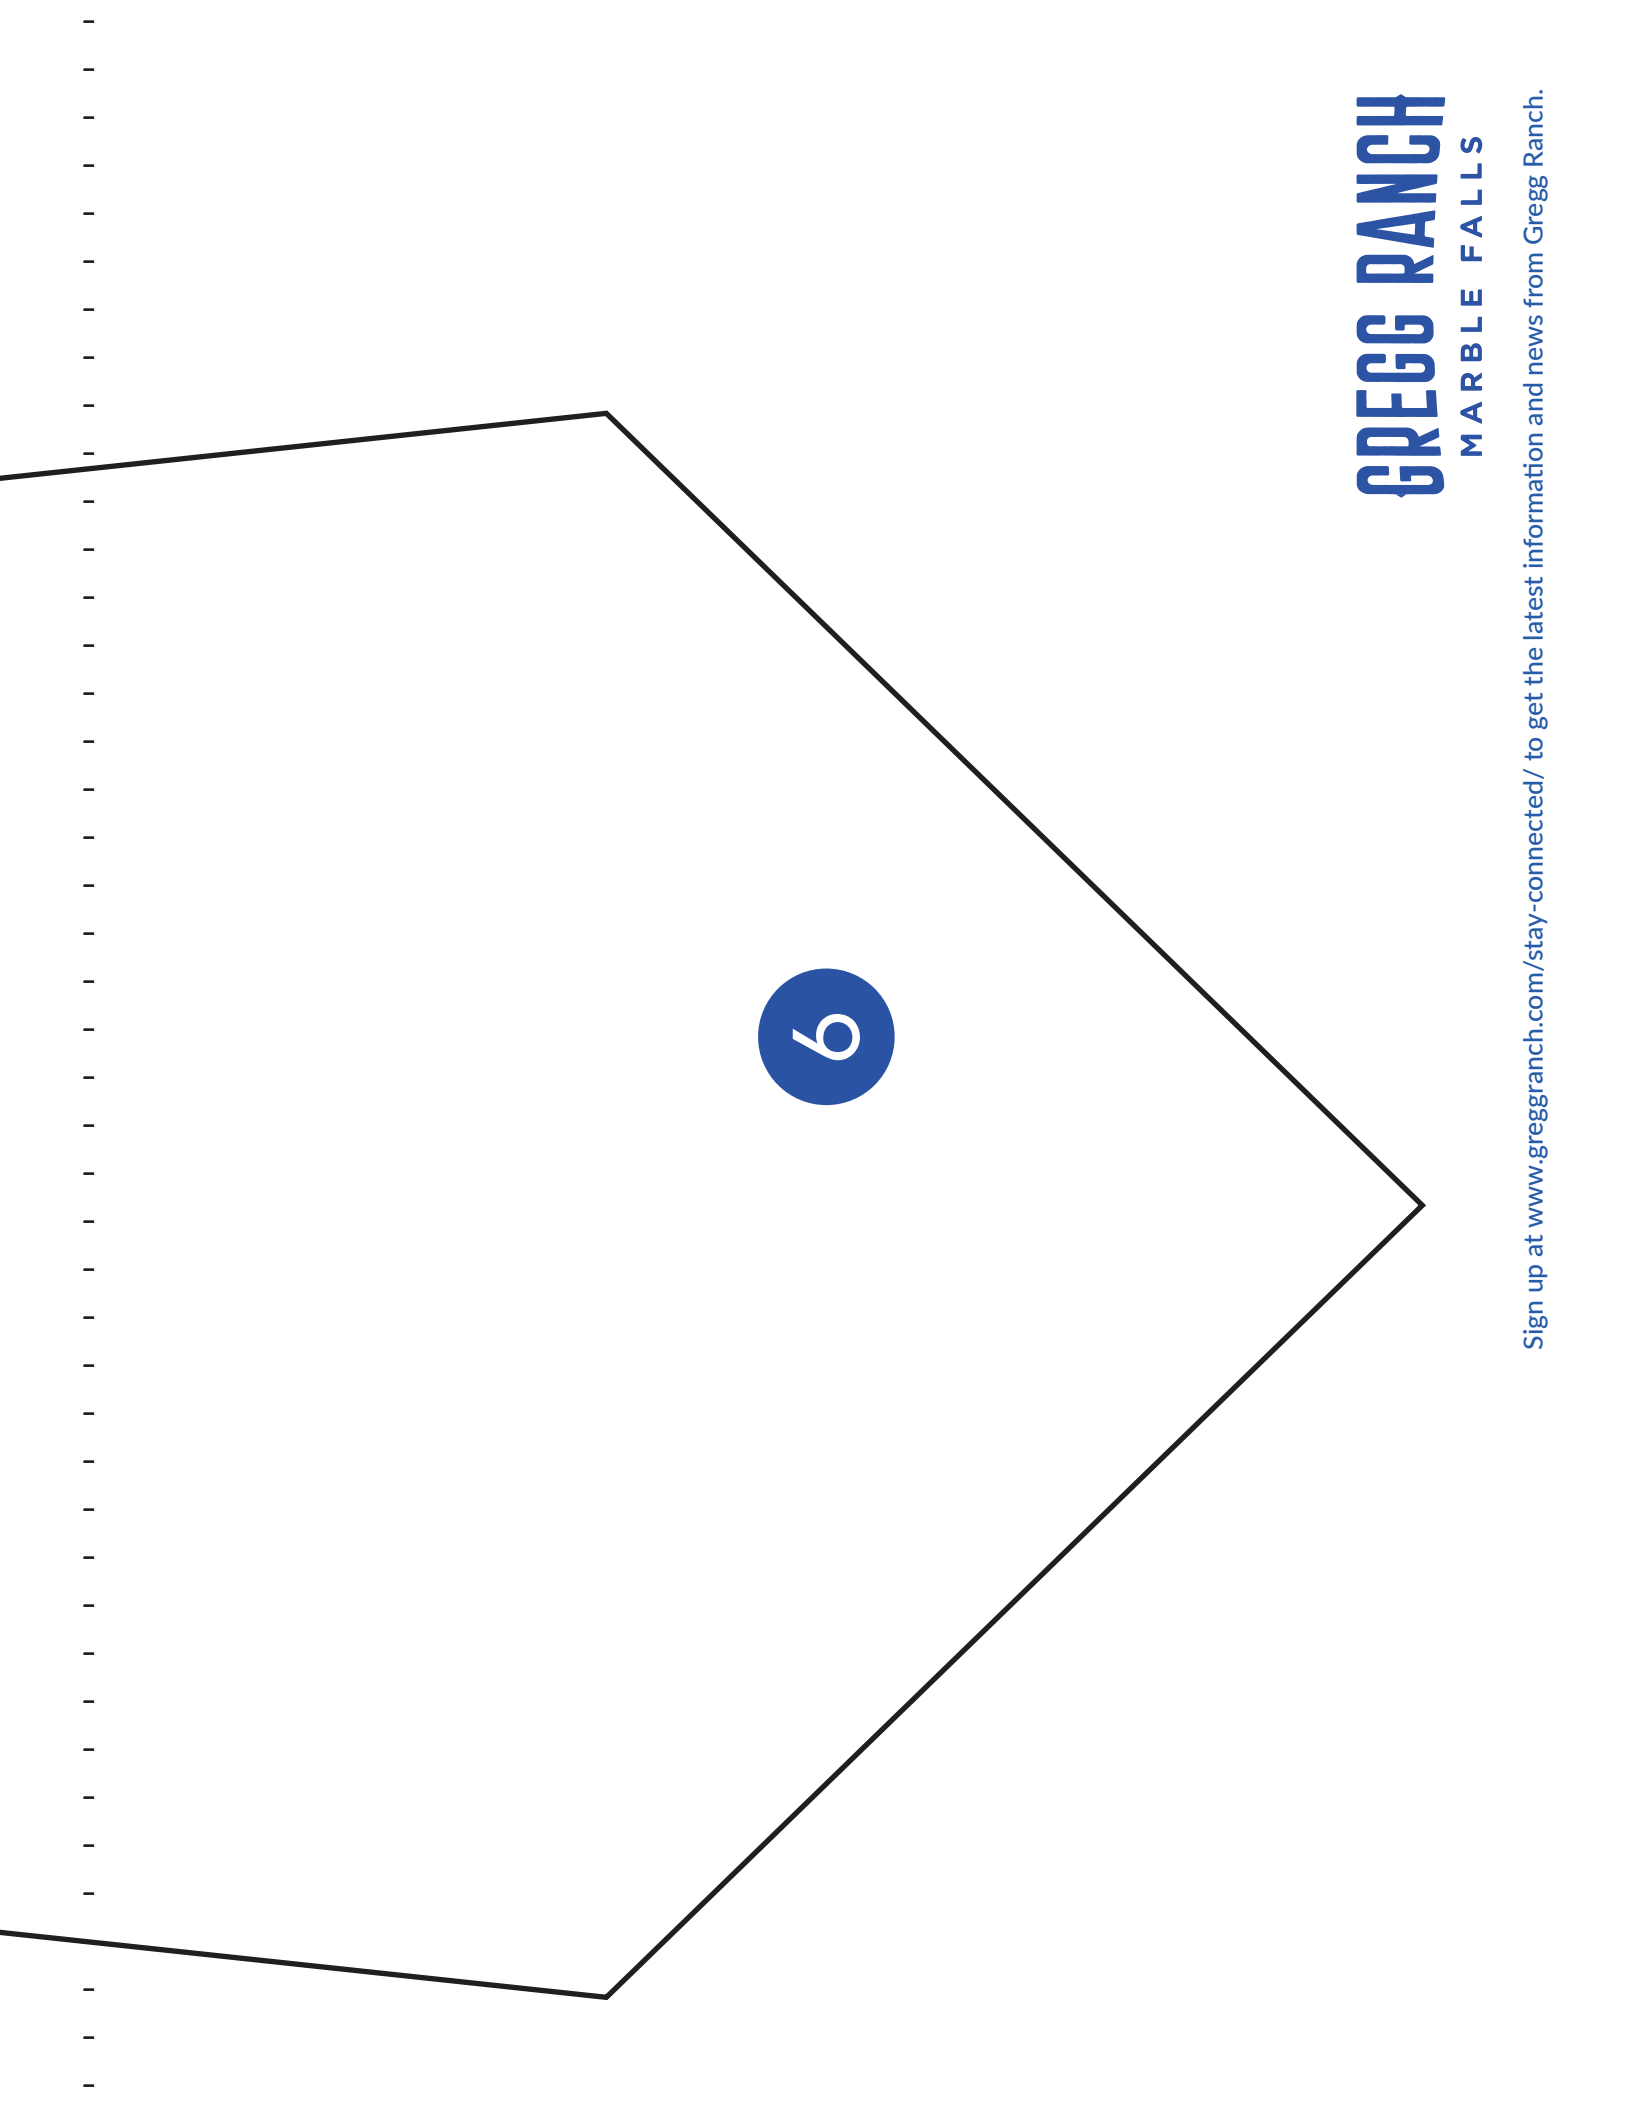 GREGG RANCH
MARBLE FALLS
Sign up at www.greggranch.com/stay-connected/ to get the latest information and news from Gregg Ranch.
6